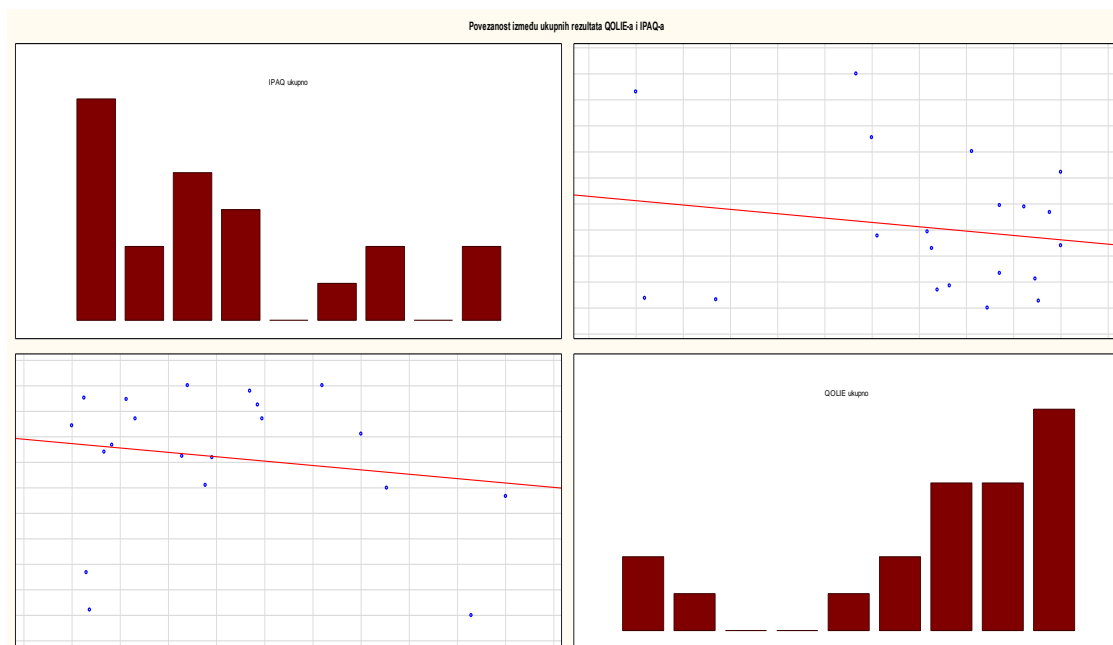 Povezanost između ukupnih rezultata QOLIE-a i IPAQ-a
IPAQ ukupno
QOLIE ukupno